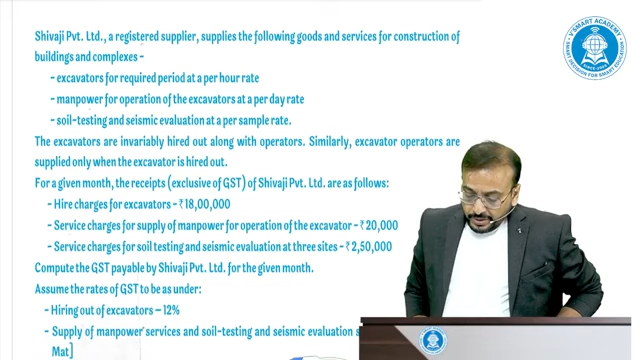 Shivaji Pvt. Ltd., a registered supplier, supplies the following goods and services for construction of
buildings and complexes -
- excavators for required period at a per hour rate
- manpower for operation of the excavators at a per day rate
- soil-testing and seismic evaluation at a per sample rate.
The excavators are invariably hired out along with operators. Similarly, excavator operators are
supplied only when the excavator is hired out.
For a given month, the receipts (exclusive of GST) of Shivaji Pvt. Ltd. are as follows:
- Hire charges for excavators - ₹ 18,00,000
- Service charges for supply of manpower for operation of the excavator - ₹ 20,000
- Service charges for soil testing and seismic evaluation at three sites - ₹ 2,50,000
Compute the GST payable by Shivaji Pvt. Ltd. for the given month.
Assume the rates of GST to be as under:
- Hiring out of excavators – 12%
- Supply of manpower services and soil-testing and seismic evaluation
Mat]
V SMART ACADEMY
SMART DECISION FOR SMART EDUCATION